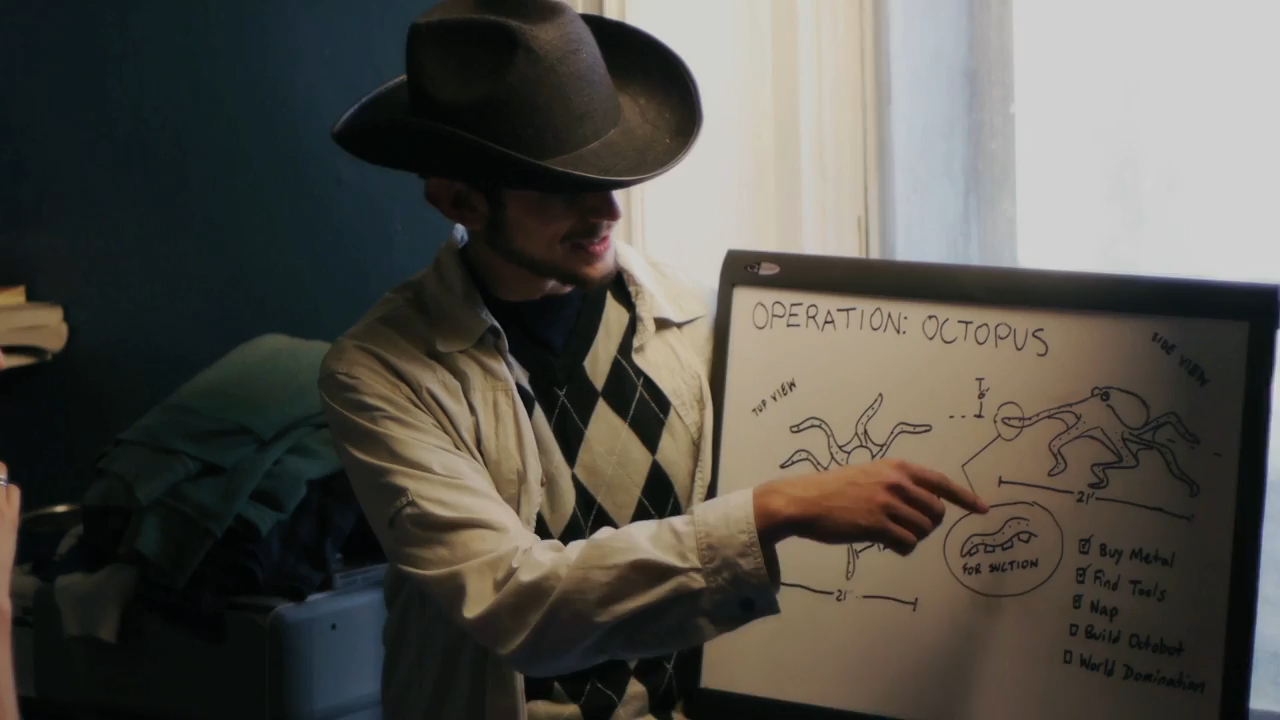 OPERATION: OCTOPUS
SIDE VIEW
TOP VIEW
21'
FOR SUCTION
21'
Buy Metal
Find Tools
Nap
Build Octobot
World Domination